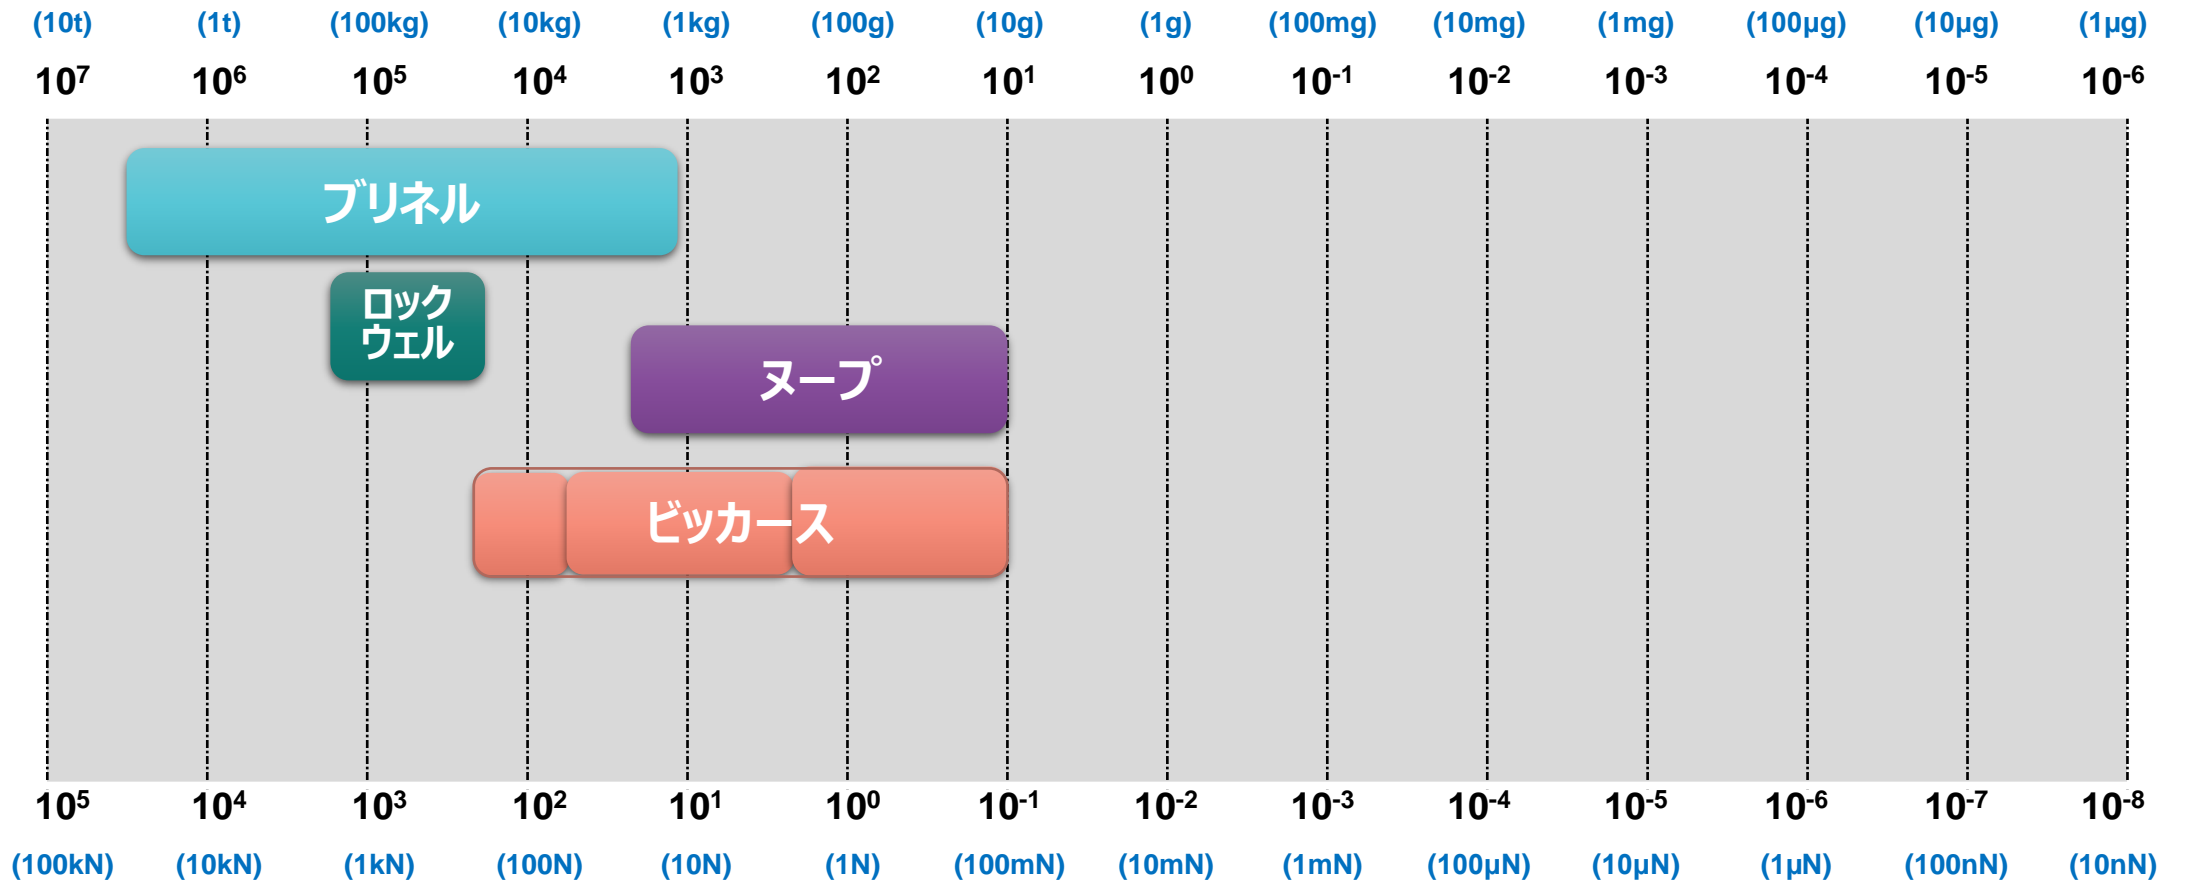 (10t) (1t) (100kg) (10kg) (1kg) (100g) (10g) (1g) (100mg) (10mg) (1mg) (100µg) (10µg) (1µg)
10⁷ 10⁶ 10⁵ 10⁴ 10³ 10² 10¹ 10⁰ 10⁻¹ 10⁻² 10⁻³ 10⁻⁴ 10⁻⁵ 10⁻⁶
ブリネル
ロック
ウェル
ヌープ
ビッカース
10⁵ 10⁴ 10³ 10² 10¹ 10⁰ 10⁻¹ 10⁻² 10⁻³ 10⁻⁴ 10⁻⁵ 10⁻⁶ 10⁻⁷ 10⁻⁸
(100kN) (10kN) (1kN) (100N) (10N) (1N) (100mN) (10mN) (1mN) (100µN) (10µN) (1µN) (100nN) (10nN)